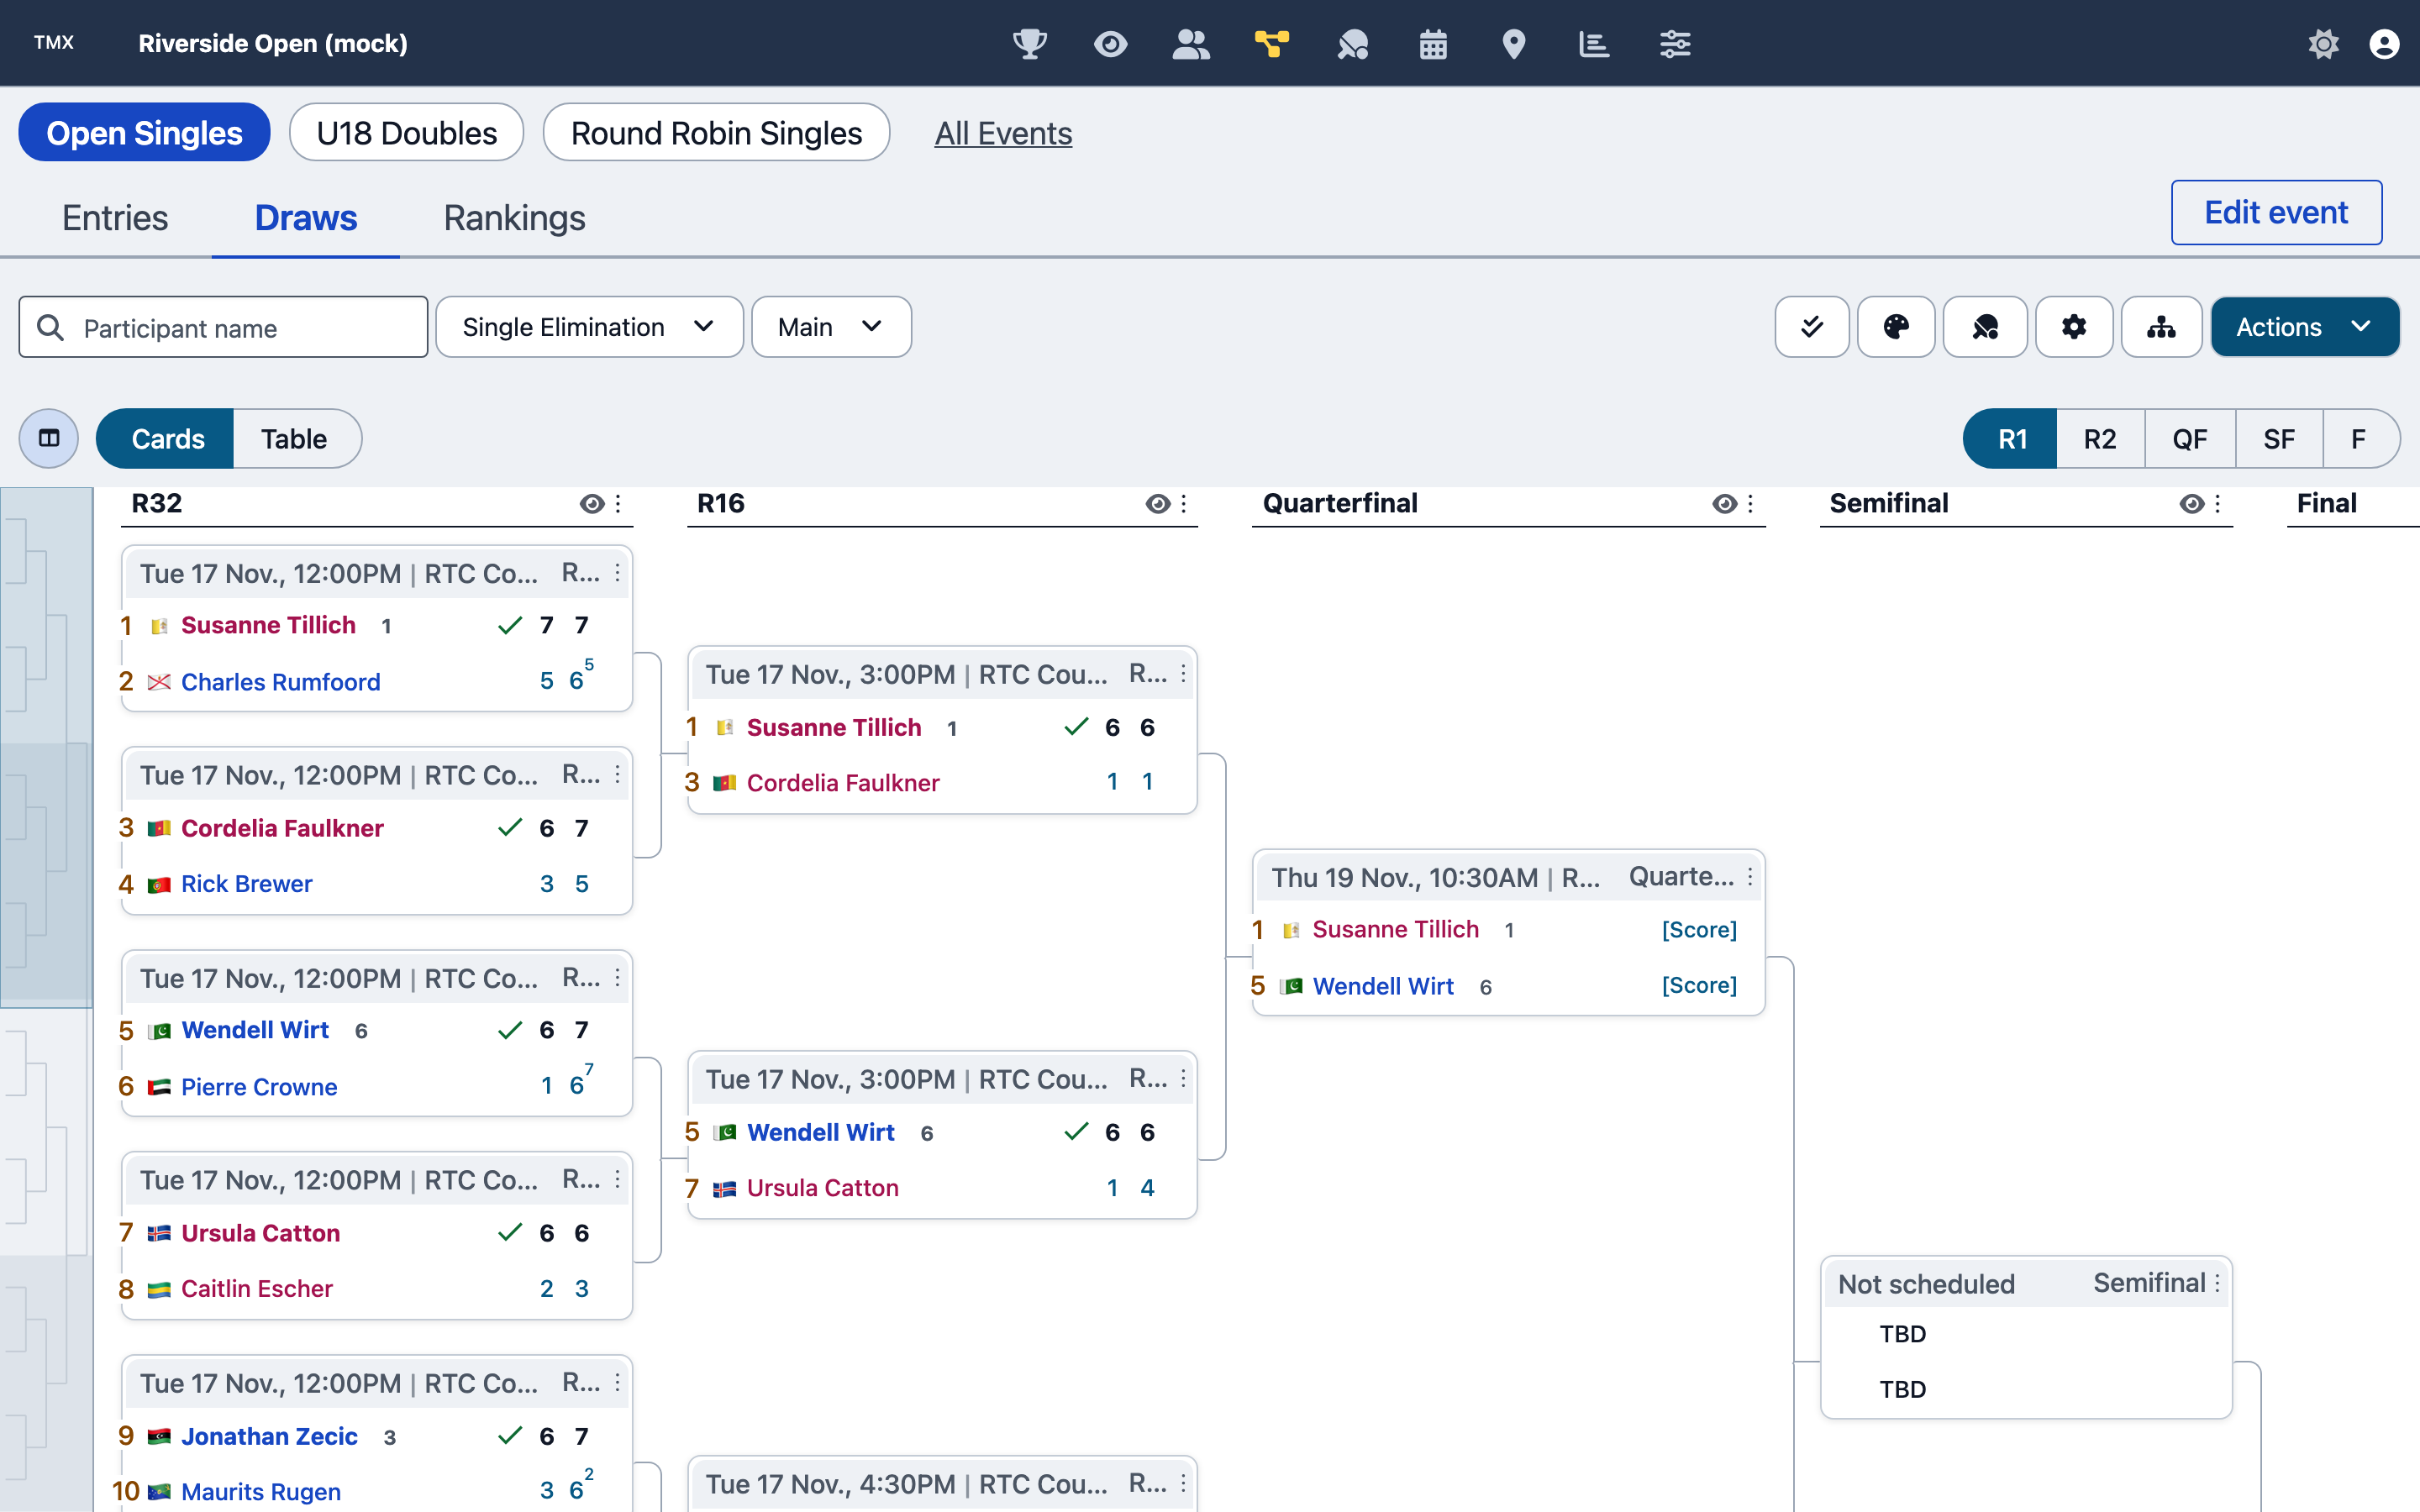 TMX Riverside Open (mock)
Open Singles U18 Doubles Round Robin Singles All Events
Entries Draws Rankings Edit event
Participant name Single Elimination Main Actions
Cards Table R1 R2 QF SF F
R32 R16 Quarterfinal Semifinal Final
Tue 17 Nov., 12:00PM | RTC Co... R...
1 Susanne Tillich 1 7 7
2 Charles Rumfoord 5 6 5
Tue 17 Nov., 12:00PM | RTC Co... R...
3 Cordelia Faulkner 6 7
4 Rick Brewer 3 5
Tue 17 Nov., 12:00PM | RTC Co... R...
5 Wendell Wirt 6 6 7
6 Pierre Crowne 1 6 7
Tue 17 Nov., 12:00PM | RTC Co... R...
7 Ursula Catton 6 6
8 Caitlin Escher 2 3
Tue 17 Nov., 12:00PM | RTC Co... R...
9 Jonathan Zecic 3 6 7
10 Maurits Rugen 3 6 2
Tue 17 Nov., 3:00PM | RTC Cou... R...
1 Susanne Tillich 1 6 6
3 Cordelia Faulkner 1 1
Tue 17 Nov., 3:00PM | RTC Cou... R...
5 Wendell Wirt 6 6 6
7 Ursula Catton 1 4
Tue 17 Nov., 4:30PM | RTC Cou... R...
Thu 19 Nov., 10:30AM | R... Quarte...
1 Susanne Tillich 1 [Score]
5 Wendell Wirt 6 [Score]
Not scheduled Semifinal
TBD
TBD